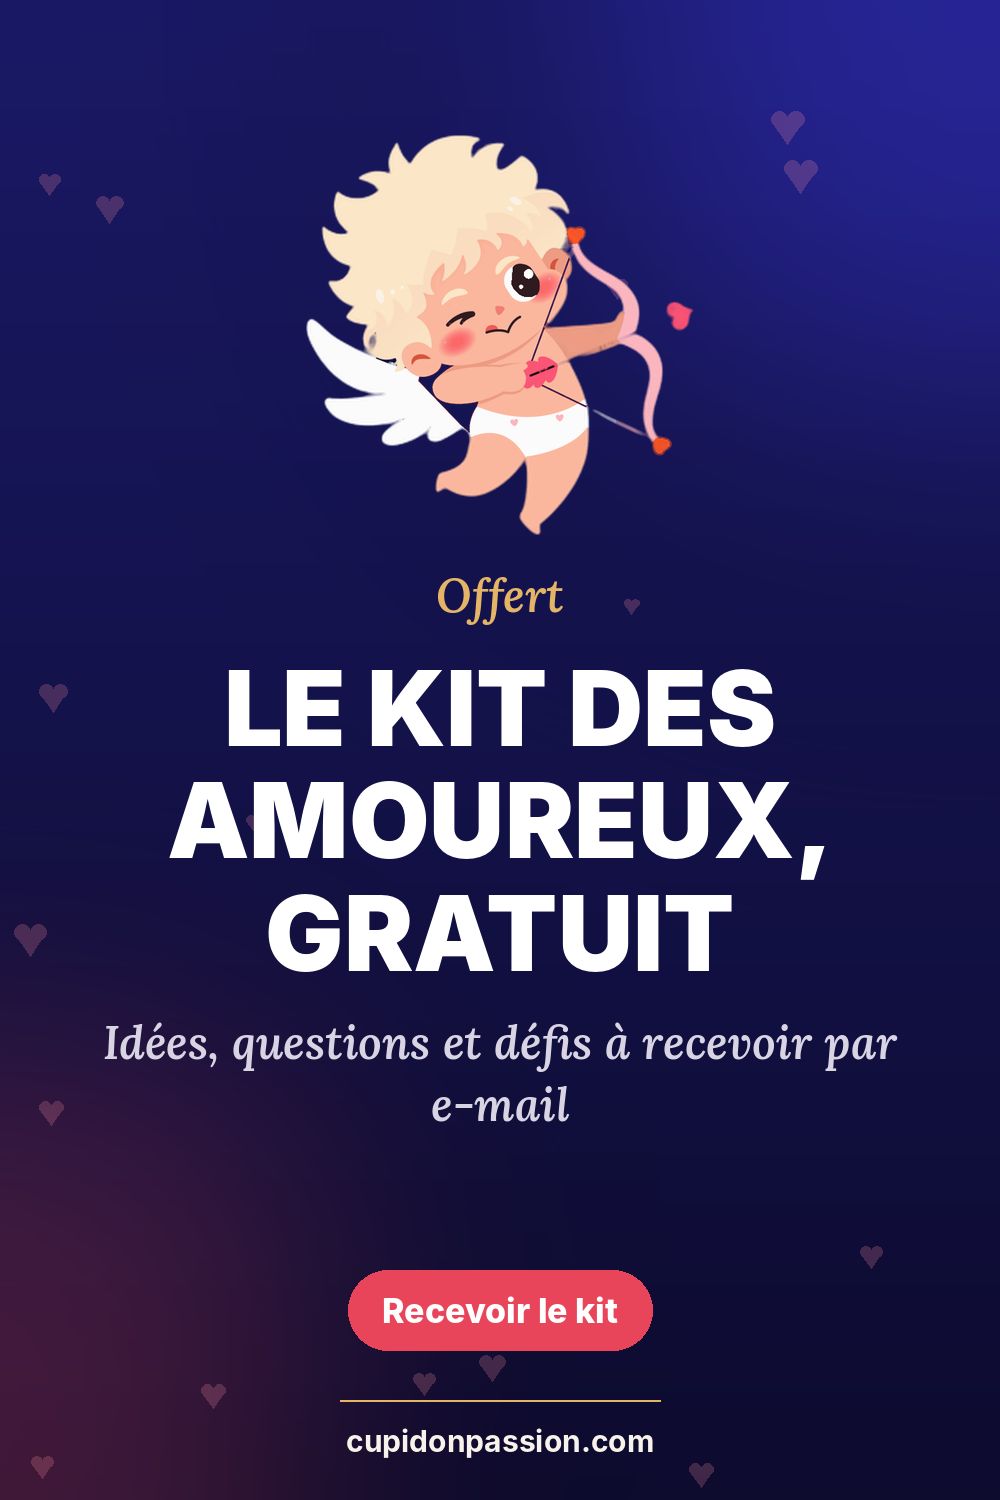 Offert
LE KIT DES
AMOUREUX,
GRATUIT
Idées, questions et défis à recevoir par
e-mail
Recevoir le kit
cupidonpassion.com